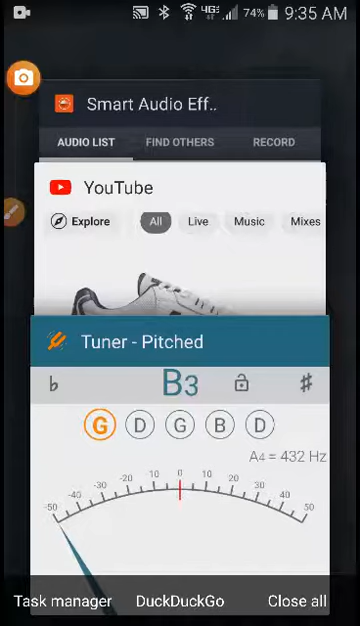 4G 74% 9:35 AM
Smart Audio Eff..
AUDIO LIST FIND OTHERS RECORD
YouTube
Explore All Live Music Mixes
Tuner - Pitched
♭ B3 ♯
G D G B D
A4 = 432 Hz
-50 -40 -30 -20 -10 0 10 20 30 40 50
Task manager DuckDuckGo Close all